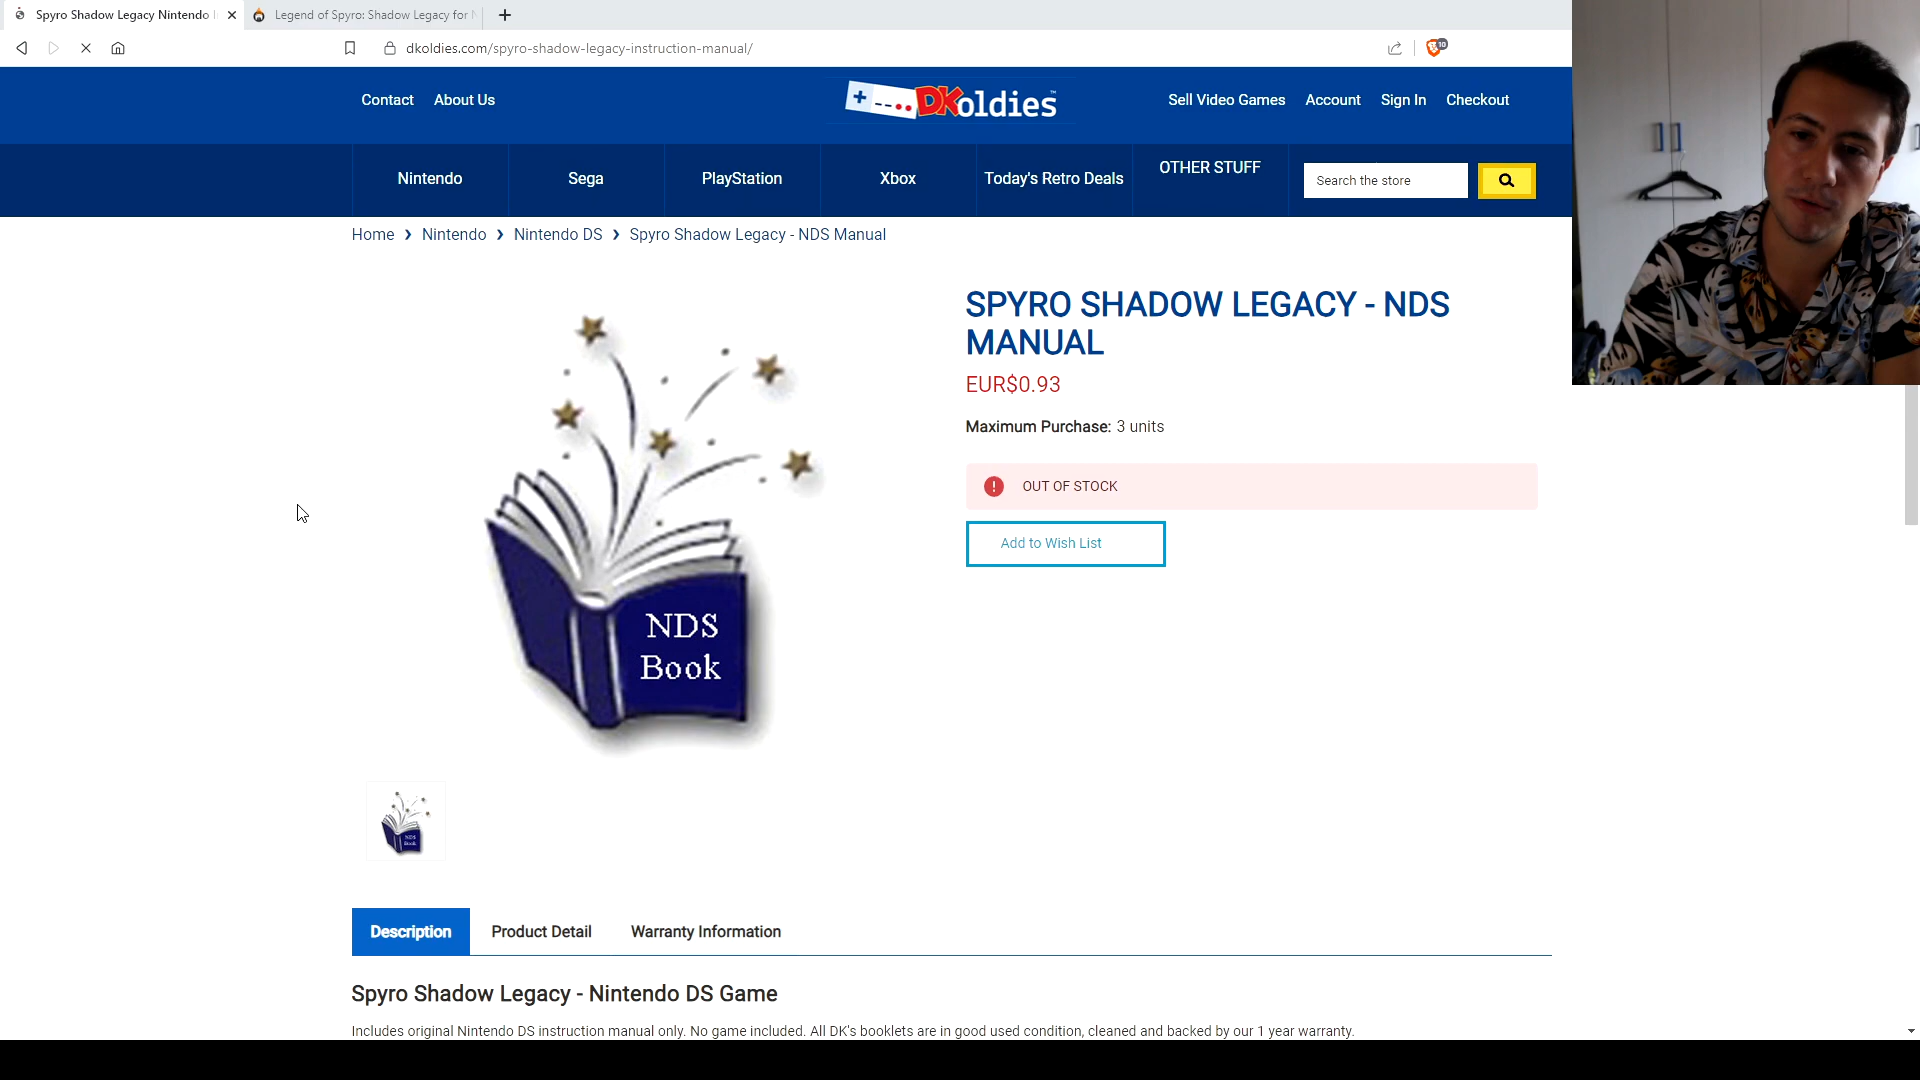 Spyro Shadow Legacy Nintendo
Legend of Spyro: Shadow Legacy for
dkoldies.com/spyro-shadow-legacy-instruction-manual/
10
Contact
About Us
DKoldies™
Sell Video Games
Account
Sign In
Checkout
Nintendo
Sega
PlayStation
Xbox
Today's Retro Deals
OTHER STUFF
Search the store
Home › Nintendo › Nintendo DS › Spyro Shadow Legacy - NDS Manual
SPYRO SHADOW LEGACY - NDS
MANUAL
EUR$0.93
Maximum Purchase: 3 units
OUT OF STOCK
Add to Wish List
NDS
Book
NDS
Book
Description
Product Detail
Warranty Information
Spyro Shadow Legacy - Nintendo DS Game
Includes original Nintendo DS instruction manual only. No game included. All DK's booklets are in good used condition, cleaned and backed by our 1 year warranty.